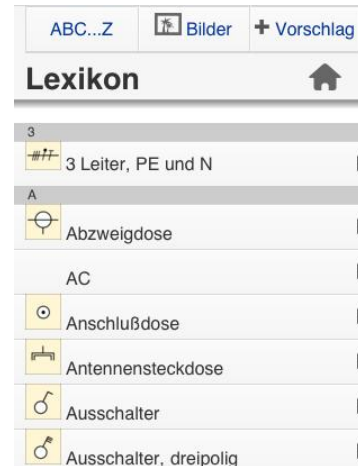 ABC...Z Bilder + Vorschlag
Lexikon
3
3 Leiter, PE und N
A
Abzweigdose
AC
Anschlußdose
Antennensteckdose
Ausschalter
Ausschalter, dreipolig